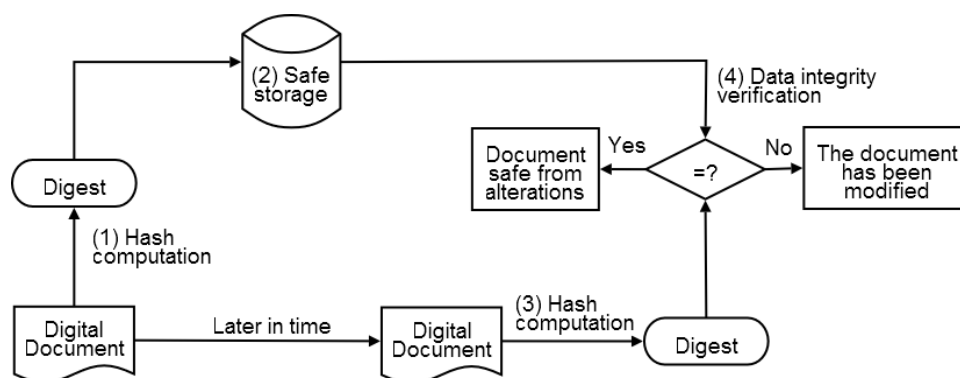 (2) Safe
storage
(4) Data integrity
verification
Yes
No
Document
safe from
alterations
=?
The document
has been
modified
Digest
(1) Hash
computation
Digital
Document
Later in time
Digital
Document
(3) Hash
computation
Digest